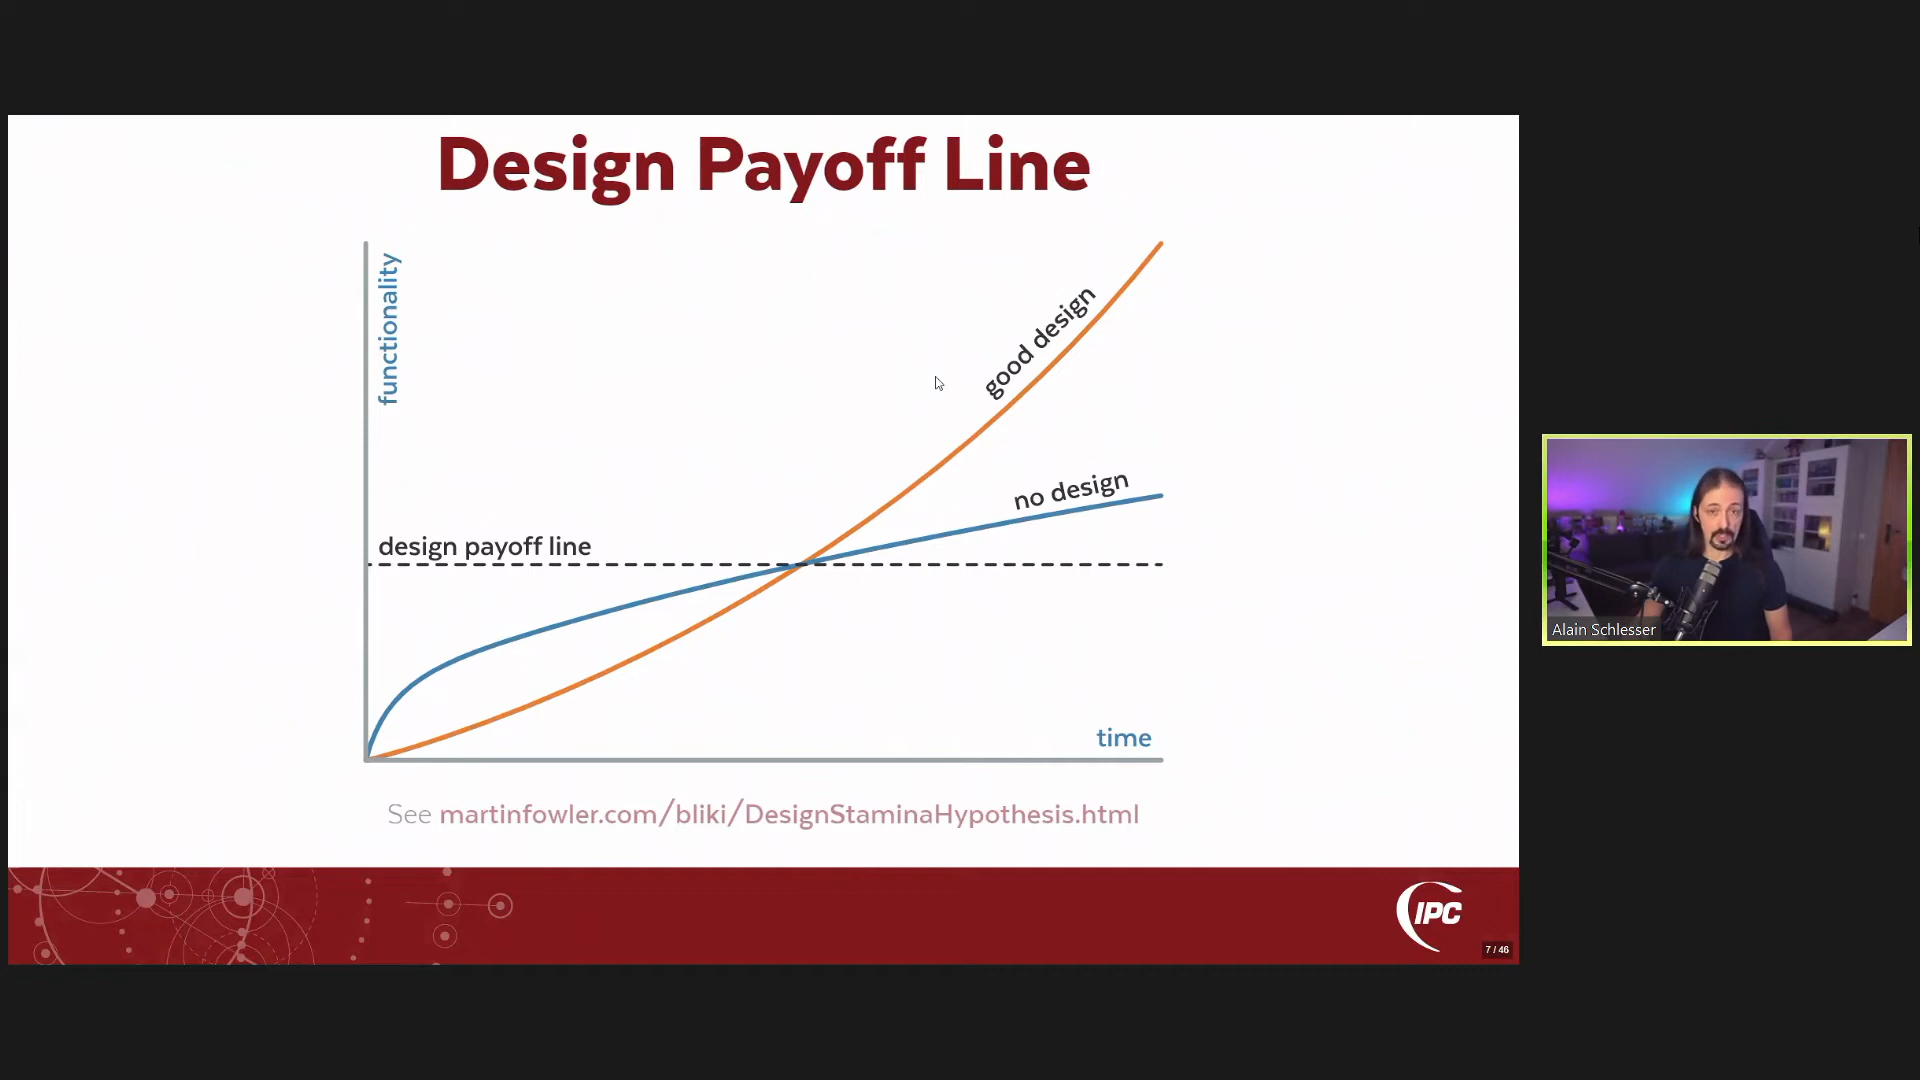 Design Payoff Line
functionality
good design
no design
design payoff line
time
See martinfowler.com/bliki/DesignStaminaHypothesis.html
IPC
7 / 46
Alain Schlesser